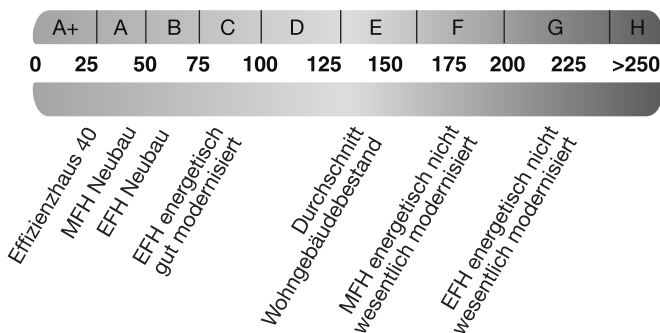 A+ A B C D E F G H
0 25 50 75 100 125 150 175 200 225 >250
Effizienzhaus 40
MFH Neubau
EFH Neubau
EFH energetisch
gut modernisiert
Durchschnitt
Wohngebäudebestand
MFH energetisch nicht
wesentlich modernisiert
EFH energetisch nicht
wesentlich modernisiert